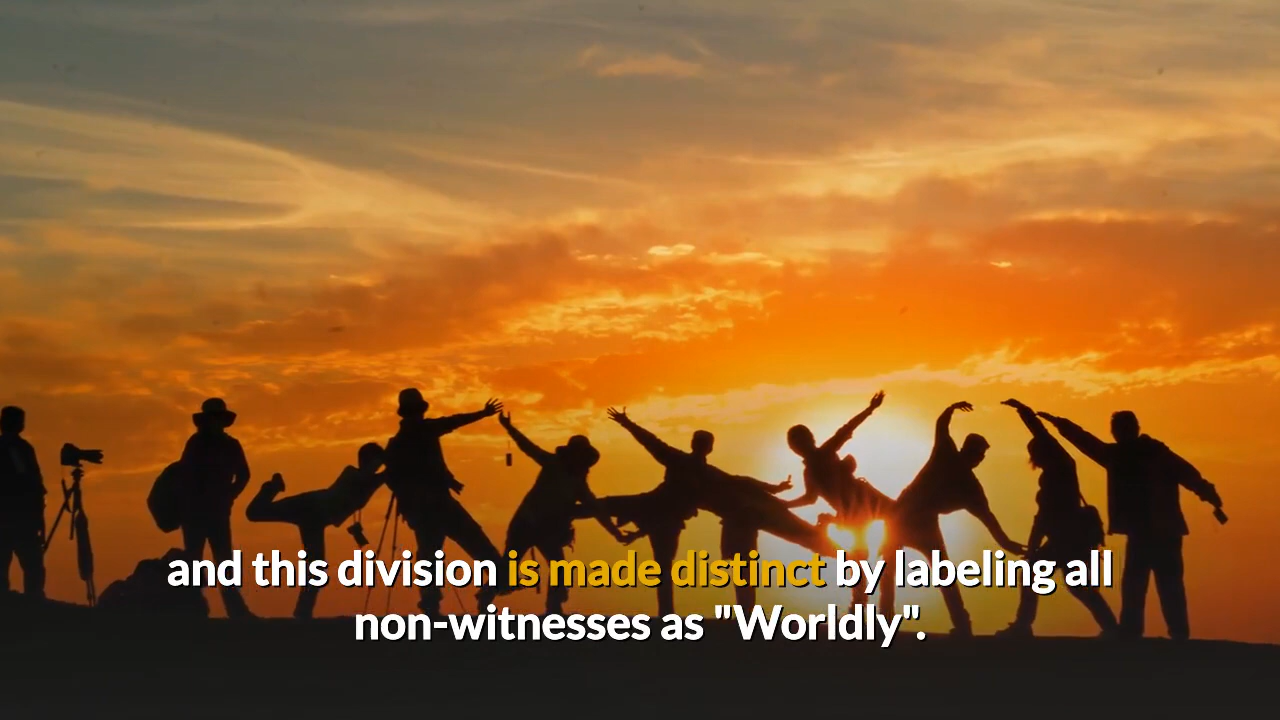 and this division is made distinct by labeling all
non-witnesses as "Worldly".